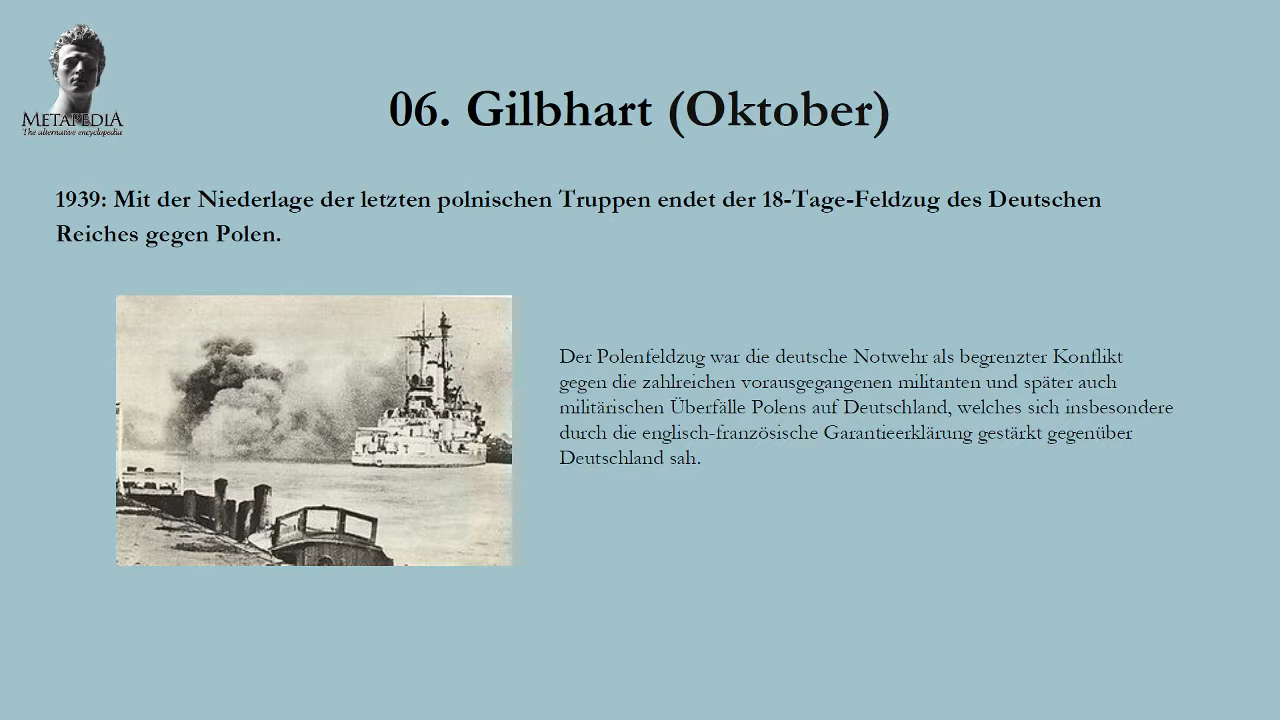 METAPEDIA
The alternative encyclopedia
06. Gilbhart (Oktober)
1939: Mit der Niederlage der letzten polnischen Truppen endet der 18-Tage-Feldzug des Deutschen
Reiches gegen Polen.
Der Polenfeldzug war die deutsche Notwehr als begrenzter Konflikt
gegen die zahlreichen vorausgegangenen militanten und später auch
militärischen Überfälle Polens auf Deutschland, welches sich insbesondere
durch die englisch-französische Garantieerklärung gestärkt gegenüber
Deutschland sah.